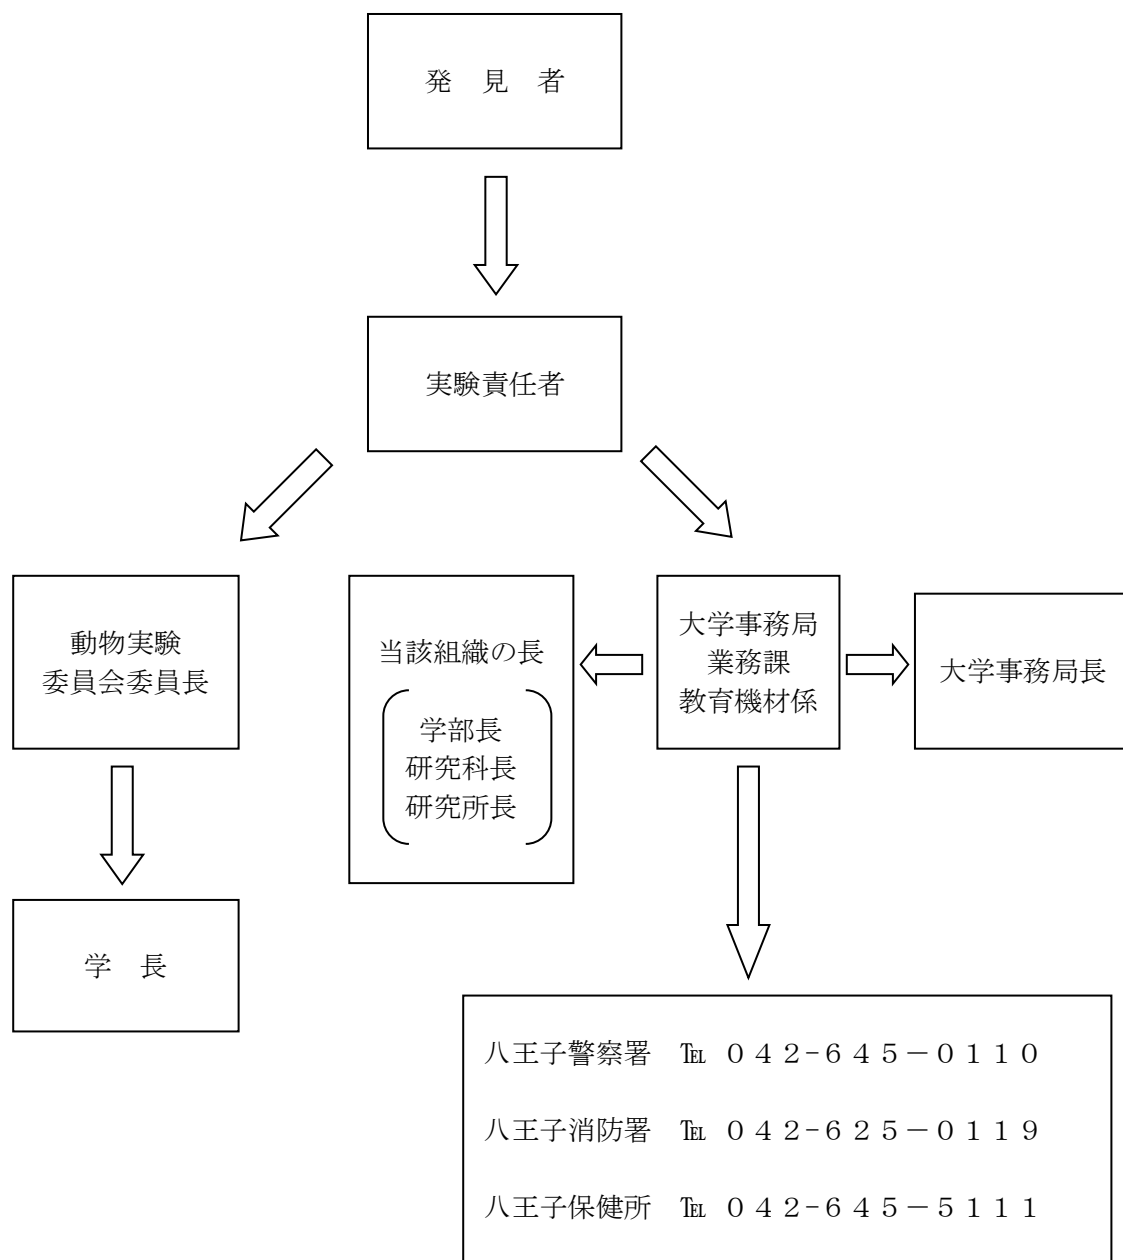 発　見　者
実験責任者
動物実験
委員会委員長
当該組織の長
学部長
研究科長
研究所長
大学事務局
業務課
教育機材係
大学事務局長
学　長
八王子警察署　℡ ０４２-６４５－０１１０
八王子消防署　℡ ０４２-６２５－０１１９
八王子保健所　℡ ０４２-６４５－５１１１